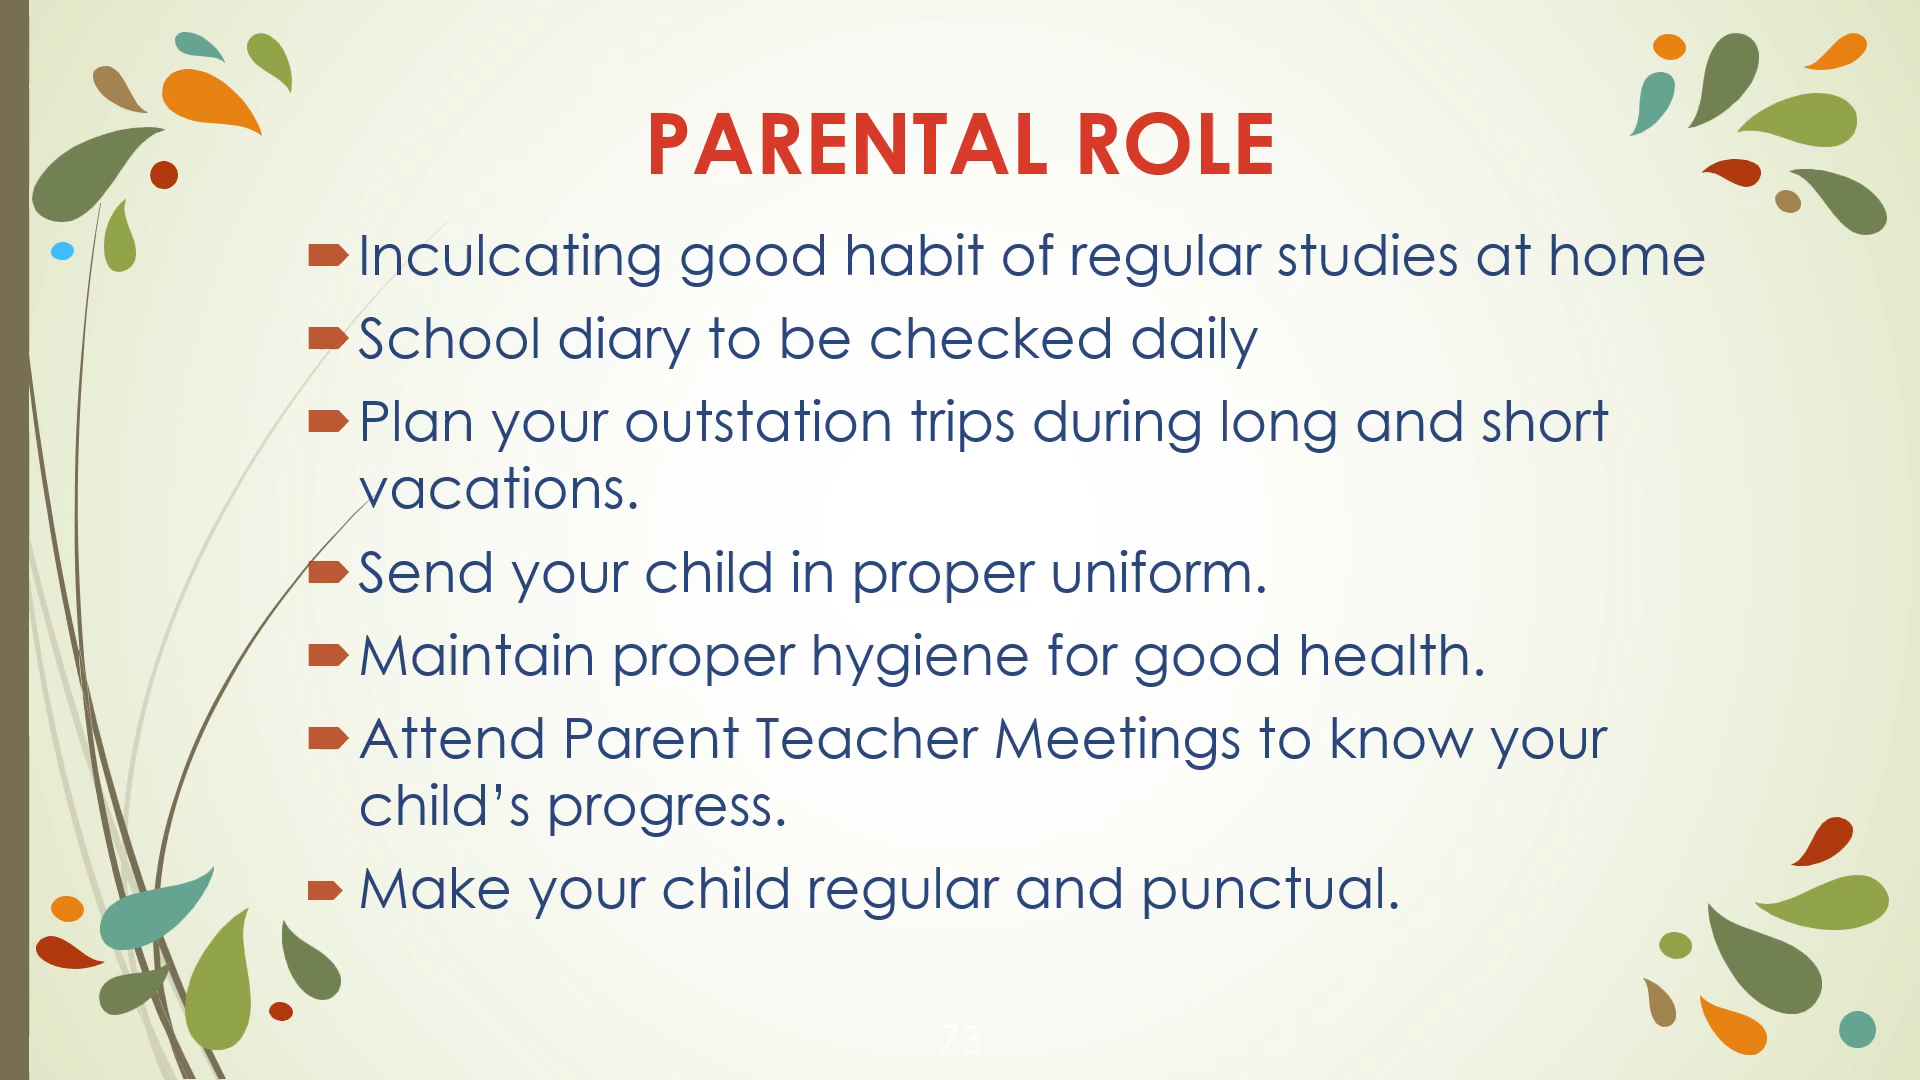 PARENTAL ROLE
Inculcating good habit of regular studies at home
School diary to be checked daily
Plan your outstation trips during long and short
vacations.
Send your child in proper uniform.
Maintain proper hygiene for good health.
Attend Parent Teacher Meetings to know your
child’s progress.
Make your child regular and punctual.
73